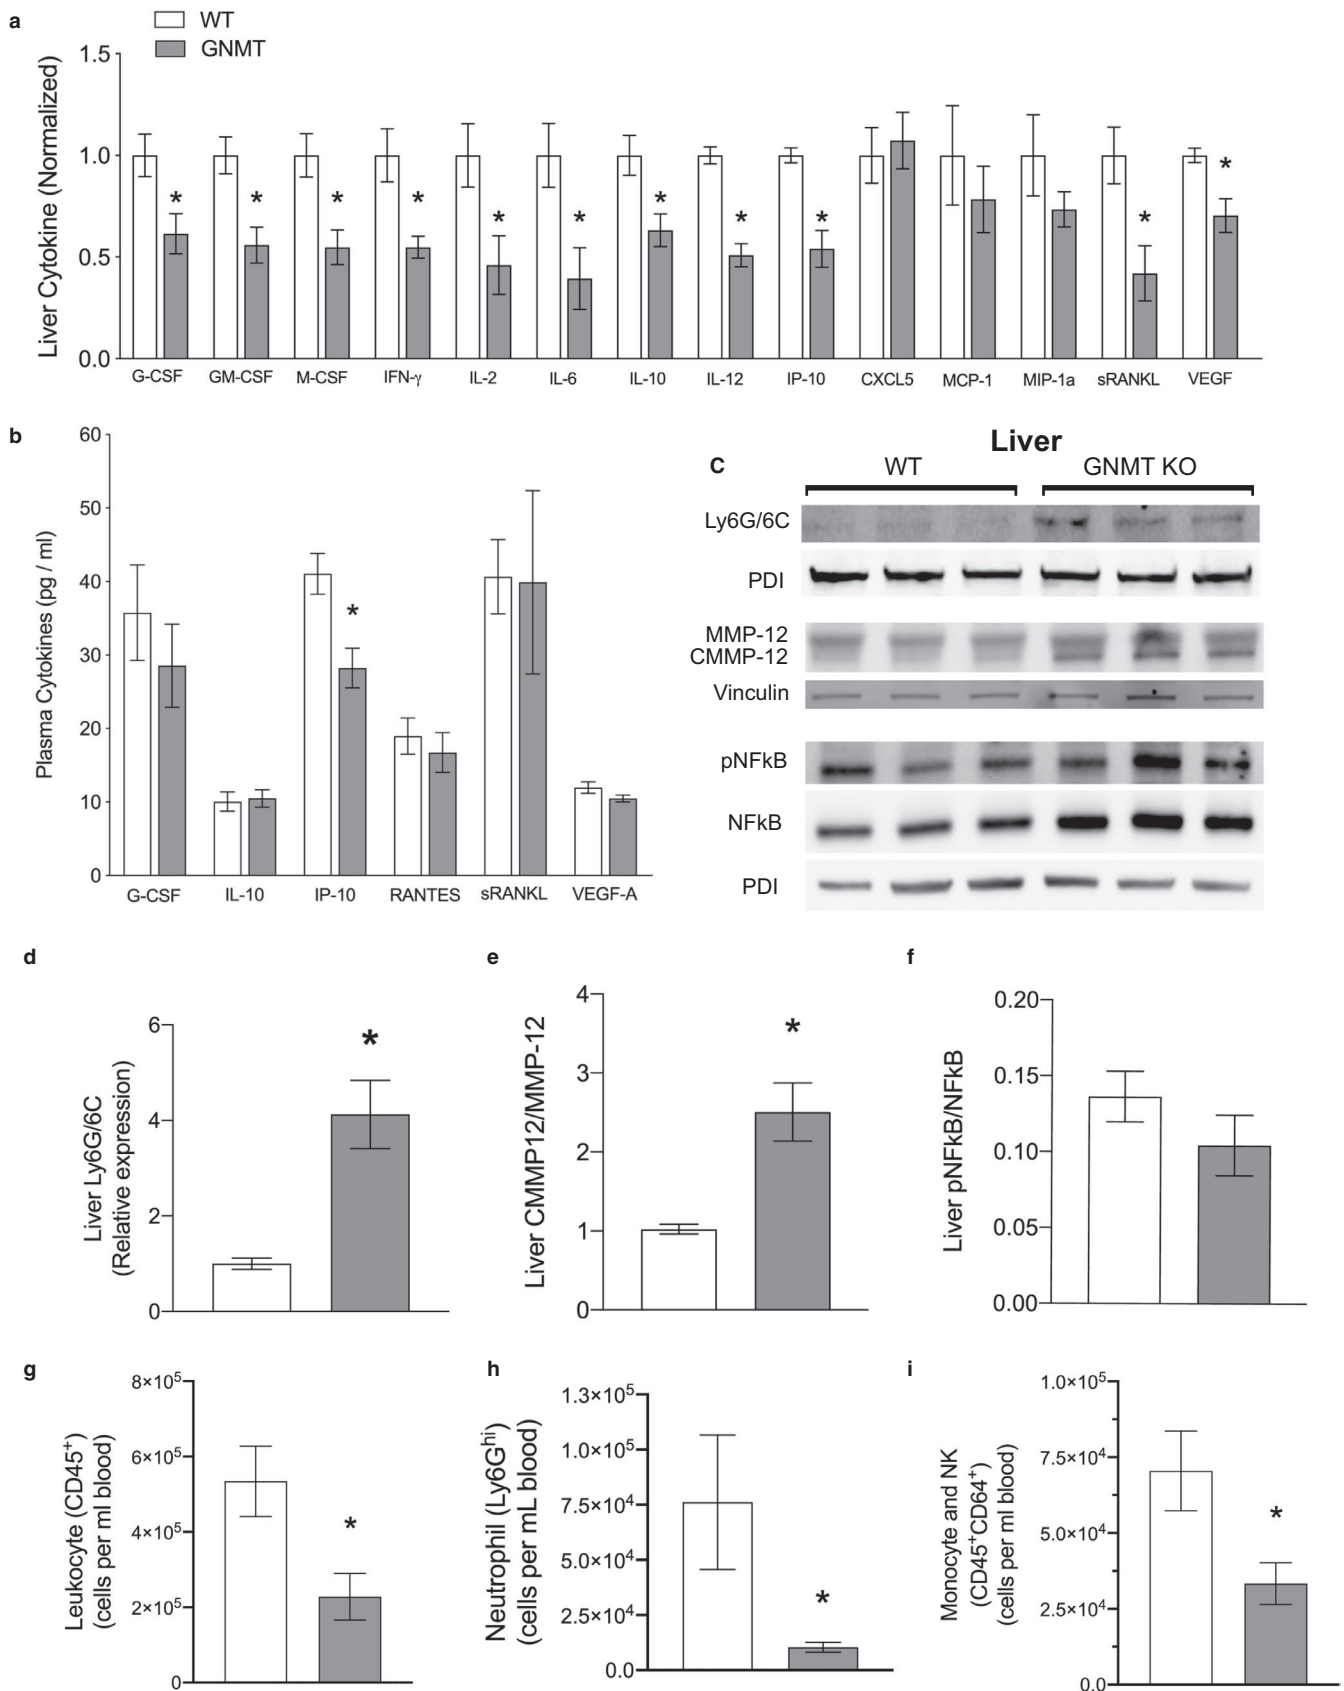 a
WT
GNMT
Liver Cytokine (Normalized)
1.5
1.0
0.5
0.0
* * * * * * * * * * *
G-CSF GM-CSF M-CSF IFN-γ IL-2 IL-6 IL-10 IL-12 IP-10 CXCL5 MCP-1 MIP-1a sRANKL VEGF
b
Plasma Cytokines (pg / ml)
60
50
40
30
20
10
0
*
G-CSF IL-10 IP-10 RANTES sRANKL VEGF-A
Liver
c
WT GNMT KO
Ly6G/6C
PDI
MMP-12
CMMP-12
Vinculin
pNFkB
NFkB
PDI
d
Liver Ly6G/6C
(Relative expression)
6
4
2
0
*
e
Liver CMMP12/MMP-12
4
3
2
1
0
*
f
Liver pNFkB/NFkB
0.20
0.15
0.10
0.05
0.00
g
Leukocyte (CD45⁺)
(cells per ml blood)
8×10⁵
6×10⁵
4×10⁵
2×10⁵
0
*
h
Neutrophil (Ly6Gʰⁱ)
(cells per mL blood)
1.3×10⁵
1.0×10⁵
7.5×10⁴
5.0×10⁴
2.5×10⁴
0.0
*
i
Monocyte and NK
(CD45⁺CD64⁺)
(cells per ml blood)
1.0×10⁵
7.5×10⁴
5.0×10⁴
2.5×10⁴
0.0
*